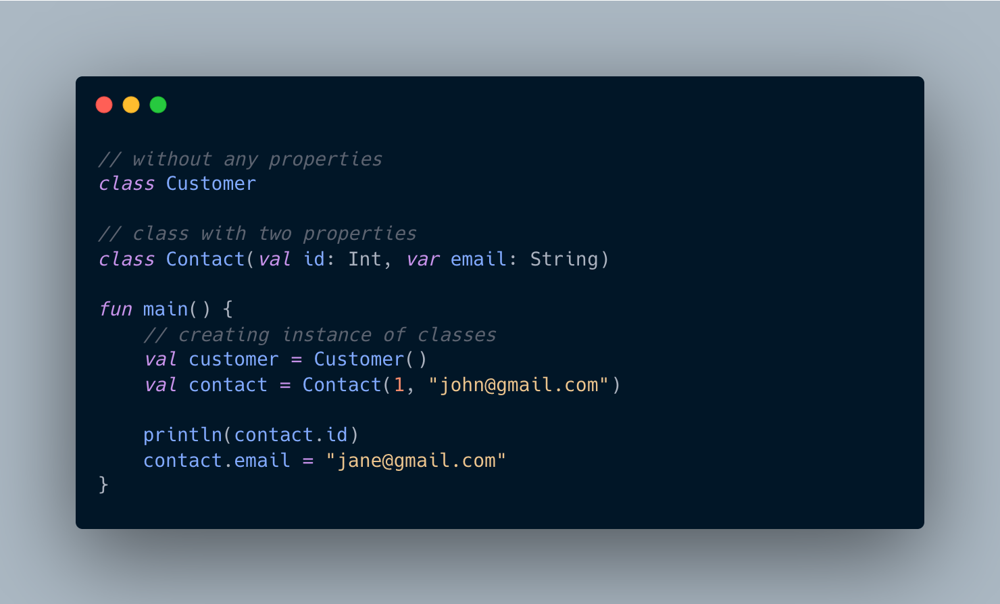 // without any properties
class Customer

// class with two properties
class Contact(val id: Int, var email: String)

fun main() {
    // creating instance of classes
    val customer = Customer()
    val contact = Contact(1, "john@gmail.com")

    println(contact.id)
    contact.email = "jane@gmail.com"
}